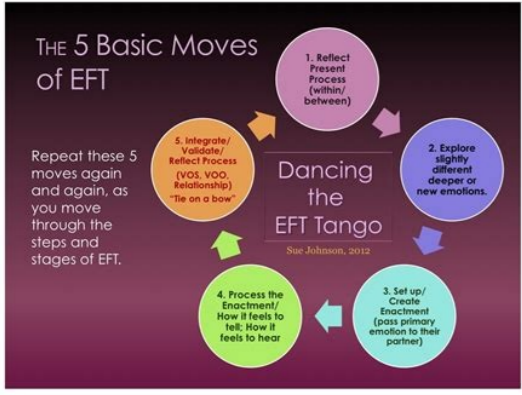 THE 5 Basic Moves
of EFT
1. Reflect
Present
Process
(within/
between)
2. Explore
slightly
different
deeper or
new emotions.
3. Set up/
Create
Enactment
(pass primary
emotion to their
partner)
4. Process the
Enactment/
How it feels to
tell; How it
feels to hear
5. Integrate/
Validate/
Reflect Process
(VOS, VOO,
Relationship)
"Tie on a bow"
Dancing
the
EFT Tango
Sue Johnson, 2012
Repeat these 5
moves again
and again, as
you move
through the
steps and
stages of EFT.